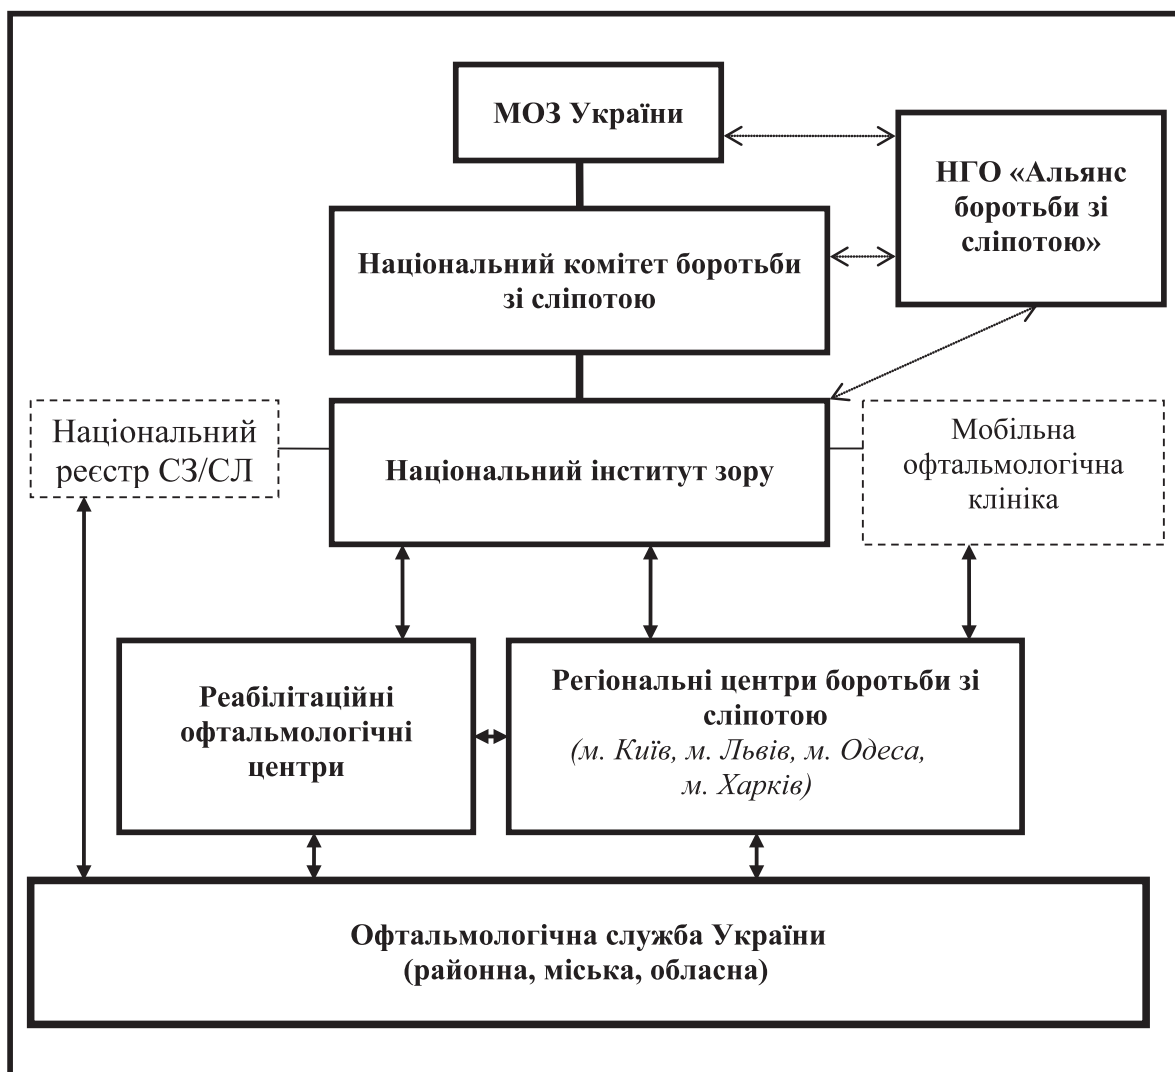 МОЗ України
НГО «Альянс
боротьби зі
сліпотою»
Національний комітет боротьби
зі сліпотою
Національний
реєстр СЗ/СЛ
Національний інститут зору
Мобільна
офтальмологічна
клініка
Реабілітаційні
офтальмологічні
центри
Регіональні центри боротьби зі
сліпотою
(м. Київ, м. Львів, м. Одеса,
м. Харків)
Офтальмологічна служба України
(районна, міська, обласна)